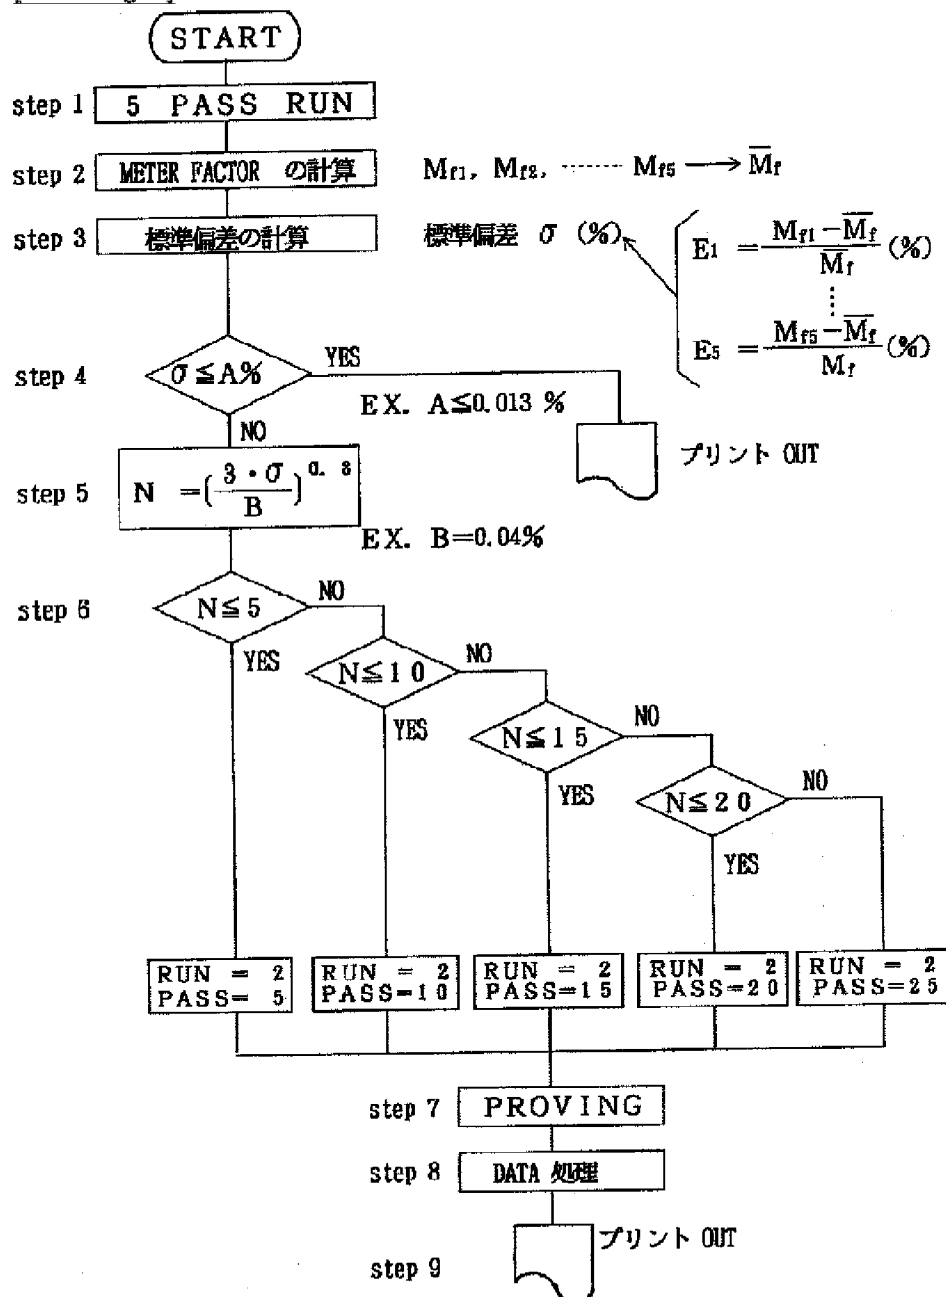 START
step 1 5 PASS RUN
step 2 METER FACTOR の計算 Mf1, Mf2, ········ Mf5 → M̅f
step 3 標準偏差の計算 標準偏差 σ (%) E1 = Mf1−M̅f / M̅f (%)
⋮
E5 = Mf5−M̅f / Mf (%)
step 4 σ≦A% YES
EX. A≦0.013 %
NO
プリント OUT
step 5 N =(3・σ / B)
EX. B=0.04%
step 6 N≦5 NO
YES
N≦10 NO
YES
N≦15 NO
YES
N≦20 NO
YES
RUN = 2
PASS= 5
RUN = 2
PASS=10
RUN = 2
PASS=15
RUN = 2
PASS=20
RUN = 2
PASS=25
step 7 PROVING
step 8 DATA 処理
プリント OUT
step 9